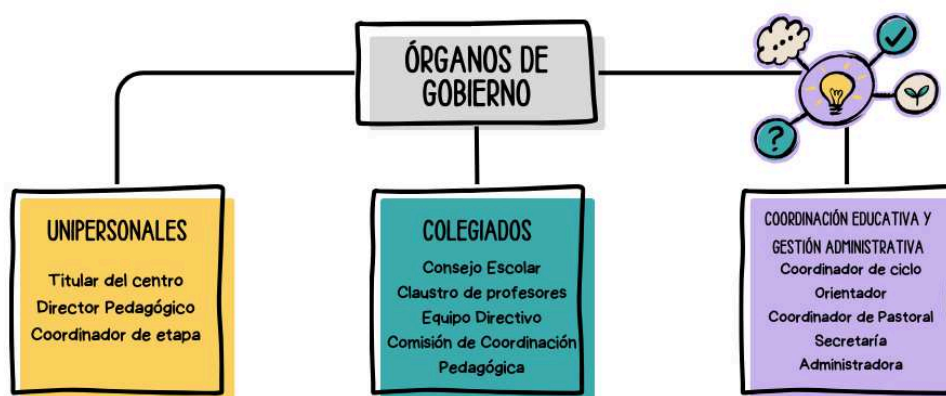 ÓRGANOS DE
GOBIERNO
UNIPERSONALES
Titular del centro
Director Pedagógico
Coordinador de etapa
COLEGIADOS
Consejo Escolar
Claustro de profesores
Equipo Directivo
Comisión de Coordinación
Pedagógica
COORDINACIÓN EDUCATIVA Y
GESTIÓN ADMINISTRATIVA
Coordinador de ciclo
Orientador
Coordinador de Pastoral
Secretaría
Administradora